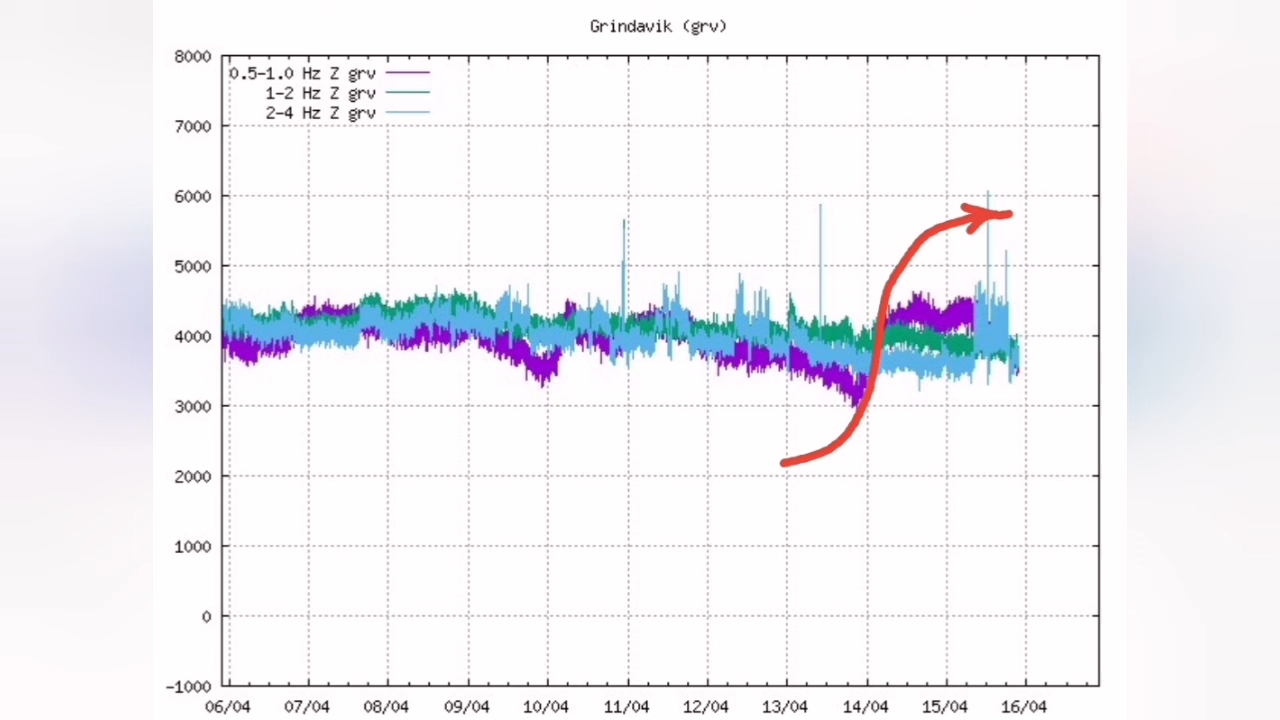 Grindavik (grv)
8000
0.5-1.0 Hz Z grv
1-2 Hz Z grv
2-4 Hz Z grv
7000
6000
5000
4000
3000
2000
1000
0
-1000
06/04 07/04 08/04 09/04 10/04 11/04 12/04 13/04 14/04 15/04 16/04